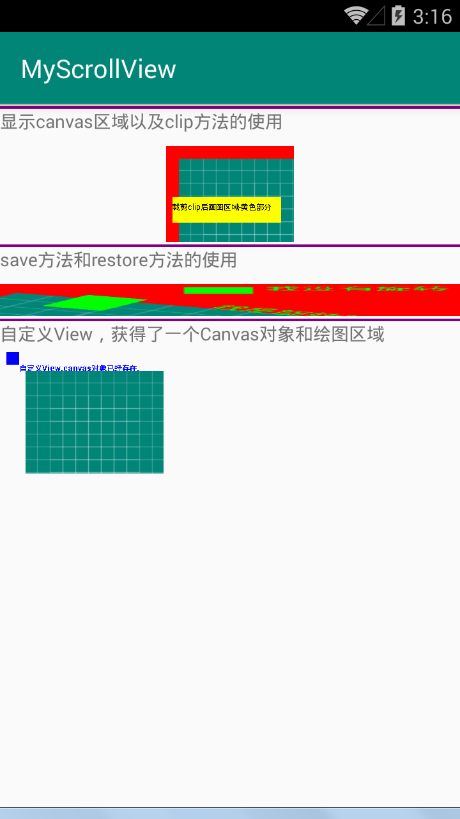 3:16
MyScrollView
显示canvas区域以及clip方法的使用
裁剪clip后画图区域-黄色部分
save方法和restore方法的使用
我没有旋转
自定义View，获得了一个Canvas对象和绘图区域
自定义View,canvas对象已经存在.